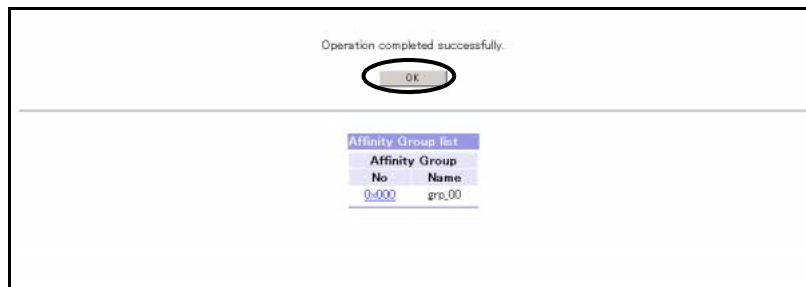 Operation completed successfully.
OK
Affinity Group list
Affinity Group
No Name
0x000 grp_00